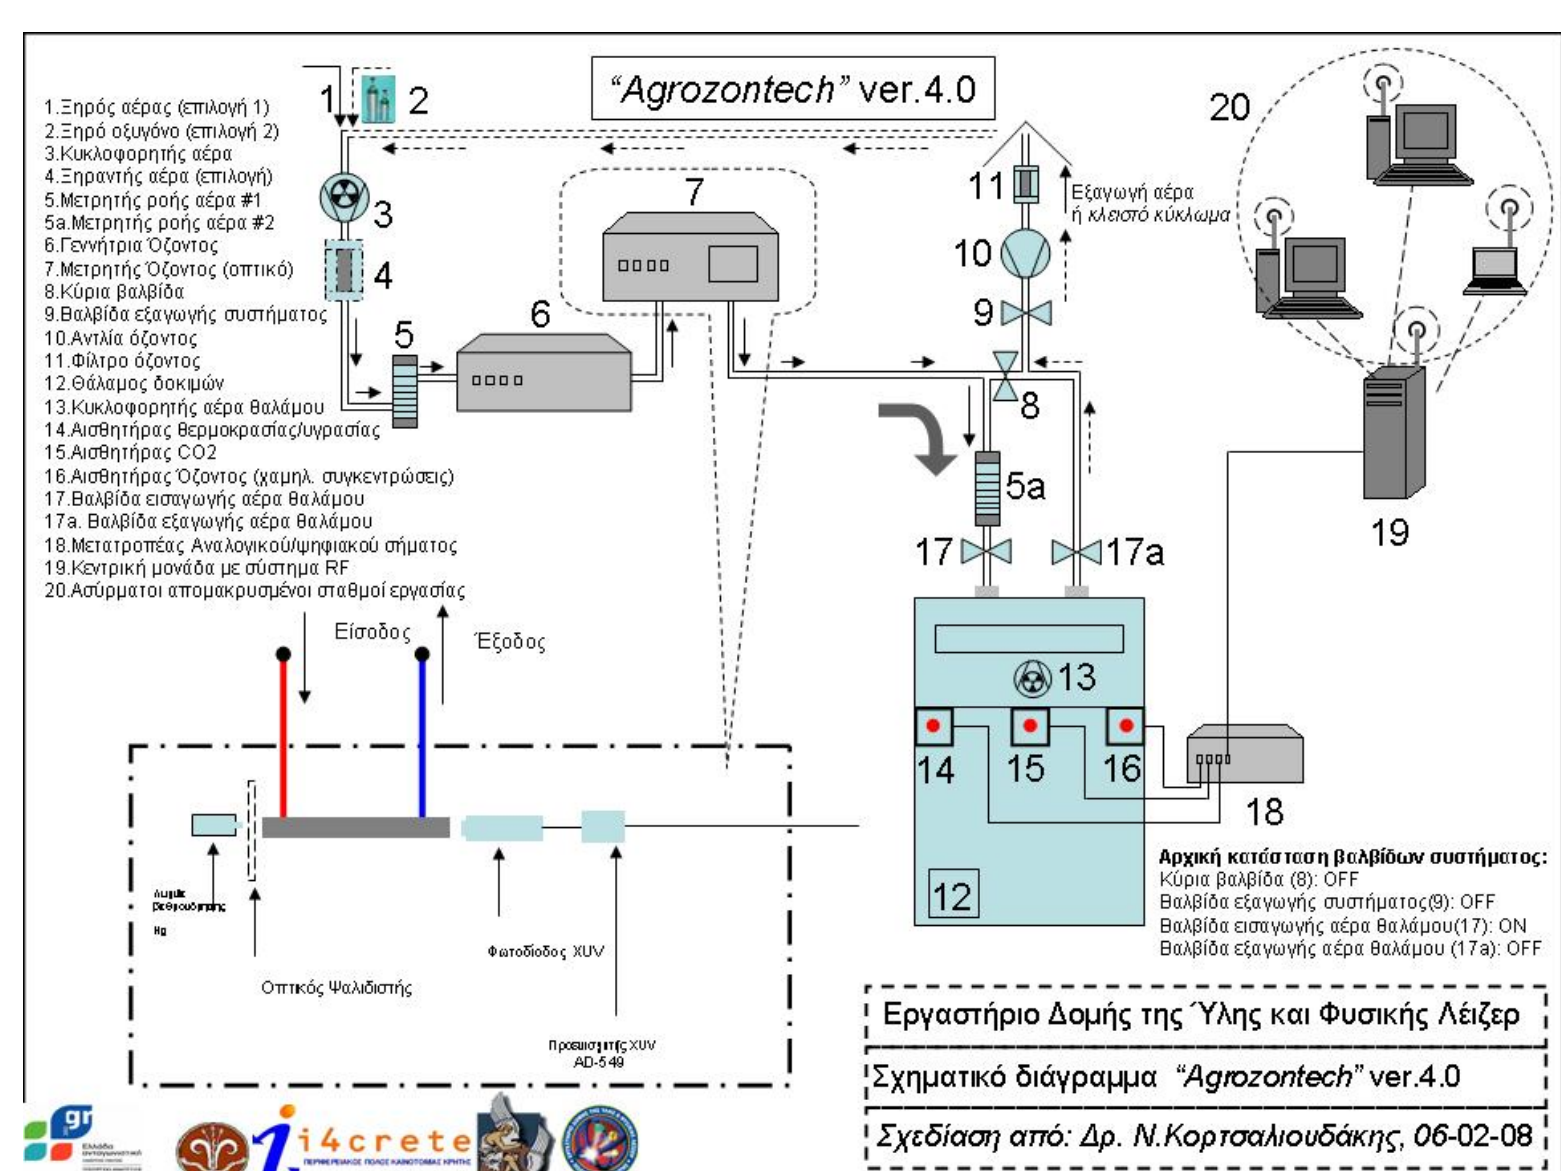 "Agrozontech" ver.4.0
1.Ξηρός αέρας (επιλογή 1)
2.Ξηρό οξυγόνο (επιλογή 2)
3.Κυκλοφορητής αέρα
4.Ξηραντής αέρα (επιλογή)
5.Μετρητής ροής αέρα #1
5a.Μετρητής ροής αέρα #2
6.Γεννήτρια Όζοντος
7.Μετρητής Όζοντος (οπτικό)
8.Κύρια βαλβίδα
9.Βαλβίδα εξαγωγής συστήματος
10.Αντλία όζοντος
11.Φίλτρο όζοντος
12.Θάλαμος δοκιμών
13.Κυκλοφορητής αέρα θαλάμου
14.Αισθητήρας θερμοκρασίας/υγρασίας
15.Αισθητήρας CO2
16.Αισθητήρας Όζοντος (χαμηλ. συγκεντρώσεις)
17.Βαλβίδα εισαγωγής αέρα θαλάμου
17a. Βαλβίδα εξαγωγής αέρα θαλάμου
18.Μετατροπέας Αναλογικού/ψηφιακού σήματος
19.Κεντρική μονάδα με σύστημα RF
20.Ασύρματοι απομακρυσμένοι σταθμοί εργασίας
1
2
3
4
5
6
7
11
10
9
8
Εξαγωγή αέρα
ή κλειστό κύκλωμα
20
19
5a
17
17a
13
14
15
16
18
12
Είσοδος
Έξοδος
Hg
Οπτικός Ψαλιδιστής
Φωτοδίοδος XUV
Προενισχυτής XUV
AD-549
Αρχική κατάσταση βαλβίδων συστήματος:
Κύρια βαλβίδα (8): OFF
Βαλβίδα εξαγωγής συστήματος(9): OFF
Βαλβίδα εισαγωγής αέρα θαλάμου(17): ON
Βαλβίδα εξαγωγής αέρα θαλάμου (17a): OFF
Εργαστήριο Δομής της Ύλης και Φυσικής Λέιζερ
Σχηματικό διάγραμμα "Agrozontech" ver.4.0
Σχεδίαση από: Δρ. Ν.Κορτσαλιουδάκης, 06-02-08
gr
Ελλάδα
ανταγωνιστική
i4crete
ΠΕΡΙΦΕΡΕΙΑΚΟΣ ΠΟΛΟΣ ΚΑΙΝΟΤΟΜΙΑΣ ΚΡΗΤΗΣ